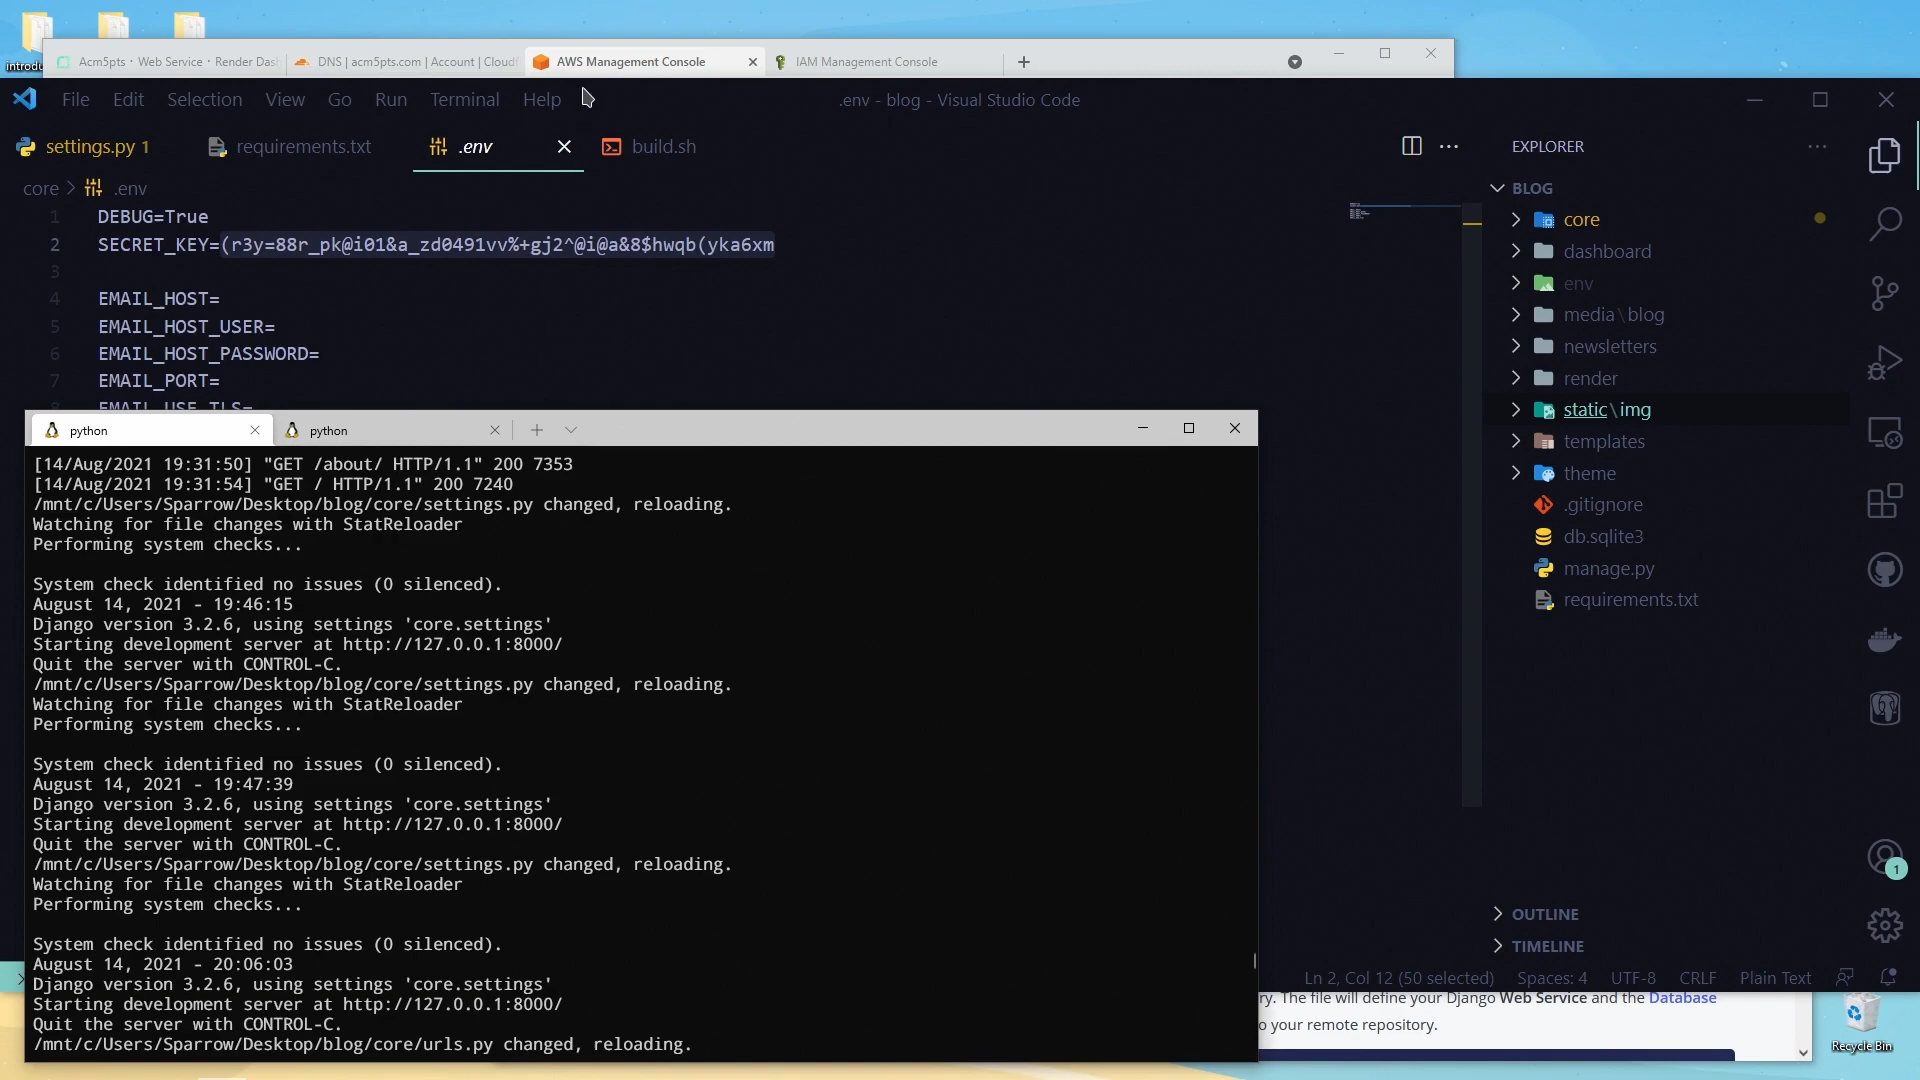 introdu
Acm5pts · Web Service · Render Das
DNS | acm5pts.com | Account | Cloudf
AWS Management Console
IAM Management Console
File Edit Selection View Go Run Terminal Help
.env - blog - Visual Studio Code
settings.py 1
requirements.txt
.env
build.sh
EXPLORER
core > .env
1 DEBUG=True
2 SECRET_KEY=(r3y=88r_pk@i01&a_zd0491vv%+gj2^@i@a&8$hwqb(yka6xm
3
4 EMAIL_HOST=
5 EMAIL_HOST_USER=
6 EMAIL_HOST_PASSWORD=
7 EMAIL_PORT=
8 EMAIL_USE_TLS=
BLOG
core
dashboard
env
media\blog
newsletters
render
static\img
templates
theme
.gitignore
db.sqlite3
manage.py
requirements.txt
OUTLINE
TIMELINE
1
python
python
[14/Aug/2021 19:31:50] "GET /about/ HTTP/1.1" 200 7353
[14/Aug/2021 19:31:54] "GET / HTTP/1.1" 200 7240
/mnt/c/Users/Sparrow/Desktop/blog/core/settings.py changed, reloading.
Watching for file changes with StatReloader
Performing system checks...
System check identified no issues (0 silenced).
August 14, 2021 - 19:46:15
Django version 3.2.6, using settings 'core.settings'
Starting development server at http://127.0.0.1:8000/
Quit the server with CONTROL-C.
/mnt/c/Users/Sparrow/Desktop/blog/core/settings.py changed, reloading.
Watching for file changes with StatReloader
Performing system checks...
System check identified no issues (0 silenced).
August 14, 2021 - 19:47:39
Django version 3.2.6, using settings 'core.settings'
Starting development server at http://127.0.0.1:8000/
Quit the server with CONTROL-C.
/mnt/c/Users/Sparrow/Desktop/blog/core/settings.py changed, reloading.
Watching for file changes with StatReloader
Performing system checks...
System check identified no issues (0 silenced).
August 14, 2021 - 20:06:03
Django version 3.2.6, using settings 'core.settings'
Starting development server at http://127.0.0.1:8000/
Quit the server with CONTROL-C.
/mnt/c/Users/Sparrow/Desktop/blog/core/urls.py changed, reloading.
Ln 2, Col 12 (50 selected) Spaces: 4 UTF-8 CRLF Plain Text
ry. The file will define your Django Web Service and the Database
o your remote repository.
Recycle Bin